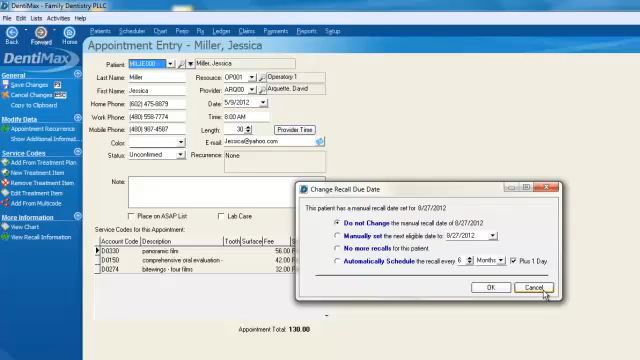 DentiMax - Family Dentistry PLLC
File Edit Lists Activities Help
Back Forward Home
Patients Scheduler Chart Perio Rx Ledger Claims Payments Reports Setup
Appointment Entry - Miller, Jessica
DentiMax
General
Save Changes F9
Cancel Changes ESC
Copy to Clipboard
Modify Data
Appointment Recurrence
Show Additional Informat...
Service Codes
Add From Treatment Plan
New Treatment Item
Remove Treatment Item
Edit Treatment Item
Add From Macro
More Information
View Chart
View Recall Information
Patient: MILJE000 Miller, Jessica
Last Name: Miller
First Name: Jessica
Home Phone: (602) 475-8879
Work Phone: (480) 558-7774
Mobile Phone: (480) 987-4587
Color:
Status: Unconfirmed
Resource: OP001 Operatory 1
Provider: ARQ00 Arquette, David
Date: 5/9/2012
Time: 8:00 AM
Length: 30 Provider Time
E-mail: Jessica@yahoo.com
Recurrence: None
Note:
Place on ASAP List Lab Care
Service Codes for this Appointment:
Account Code Description Tooth Surface Fee
D0330 panoramic film 56.00
D0150 comprehensive oral evaluation - 42.00
D0274 bitewings - four films 32.00
Appointment Total: 130.00
Change Recall Due Date
This patient has a manual recall date set for 8/27/2012
Do not Change the manual recall date of 8/27/2012
Manually set the next eligible date to: 8/27/2012
No more recalls for this patient.
Automatically Schedule the recall every 6 Months Plus 1 Day
OK Cancel